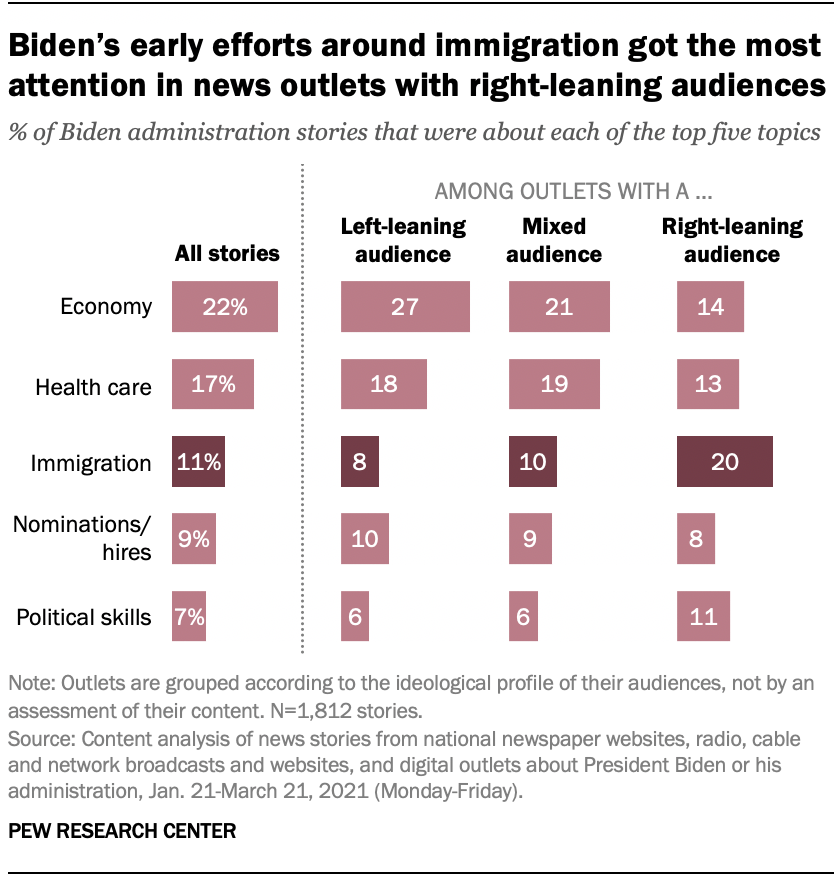 Biden's early efforts around immigration got the most
attention in news outlets with right-leaning audiences
% of Biden administration stories that were about each of the top five topics
AMONG OUTLETS WITH A ...
All stories
Left-leaning
audience
Mixed
audience
Right-leaning
audience
Economy 22% 27 21 14
Health care 17% 18 19 13
Immigration 11% 8 10 20
Nominations/
hires 9% 10 9 8
Political skills 7% 6 6 11
Note: Outlets are grouped according to the ideological profile of their audiences, not by an
assessment of their content. N=1,812 stories.
Source: Content analysis of news stories from national newspaper websites, radio, cable
and network broadcasts and websites, and digital outlets about President Biden or his
administration, Jan. 21-March 21, 2021 (Monday-Friday).
PEW RESEARCH CENTER